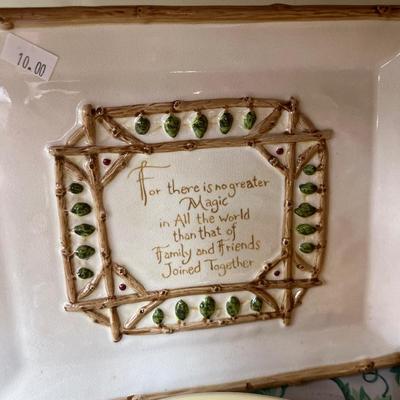 10.00
For there is no greater
Magic
in All the world
than that of
Family and Friends
Joined Together